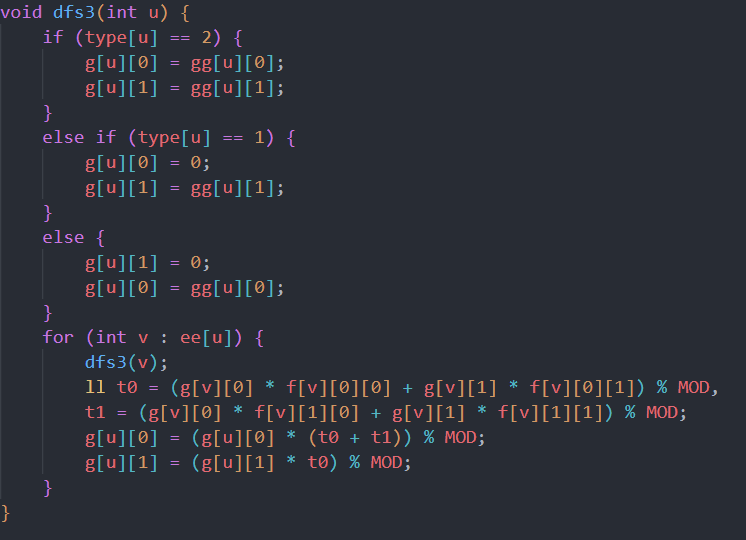 void dfs3(int u) {
    if (type[u] == 2) {
        g[u][0] = gg[u][0];
        g[u][1] = gg[u][1];
    }
    else if (type[u] == 1) {
        g[u][0] = 0;
        g[u][1] = gg[u][1];
    }
    else {
        g[u][1] = 0;
        g[u][0] = gg[u][0];
    }
    for (int v : ee[u]) {
        dfs3(v);
        ll t0 = (g[v][0] * f[v][0][0] + g[v][1] * f[v][0][1]) % MOD,
        t1 = (g[v][0] * f[v][1][0] + g[v][1] * f[v][1][1]) % MOD;
        g[u][0] = (g[u][0] * (t0 + t1)) % MOD;
        g[u][1] = (g[u][1] * t0) % MOD;
    }
}